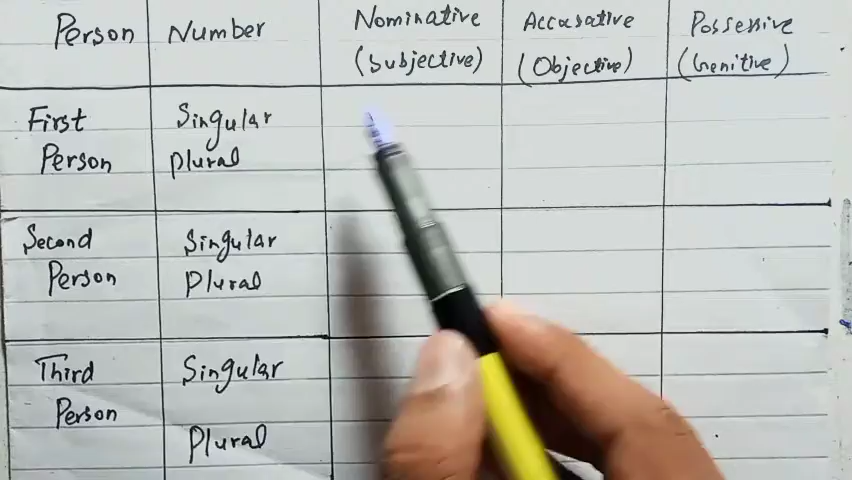 Person Number Nominative Accusative Possessive
(Subjective) (Objective) (Genitive)
First Singular
Person Plural
Second Singular
Person Plural
Third Singular
Person
Plural